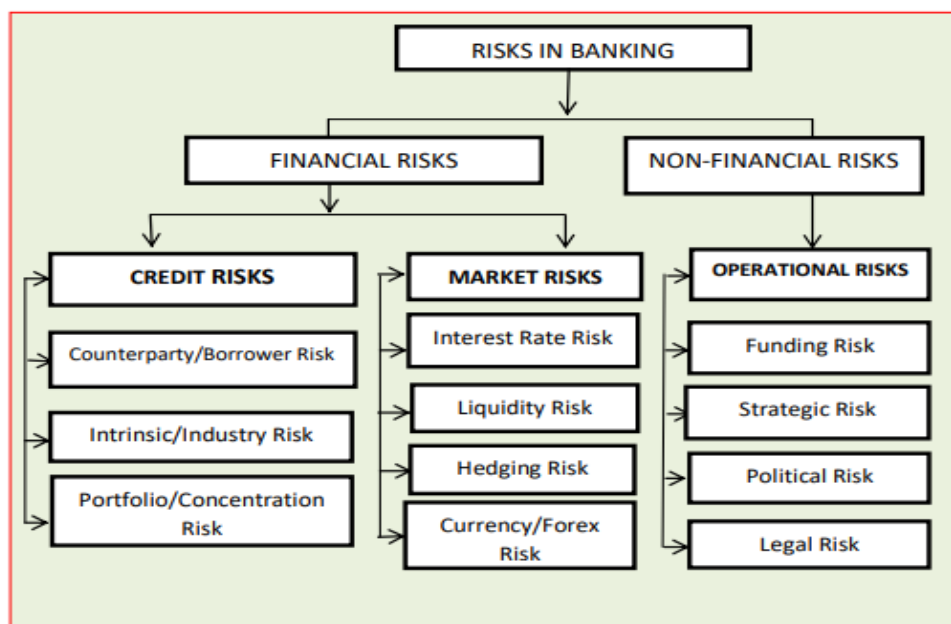 RISKS IN BANKING
FINANCIAL RISKS
NON-FINANCIAL RISKS
CREDIT RISKS
Counterparty/Borrower Risk
Intrinsic/Industry Risk
Portfolio/Concentration
Risk
MARKET RISKS
Interest Rate Risk
Liquidity Risk
Hedging Risk
Currency/Forex
Risk
OPERATIONAL RISKS
Funding Risk
Strategic Risk
Political Risk
Legal Risk